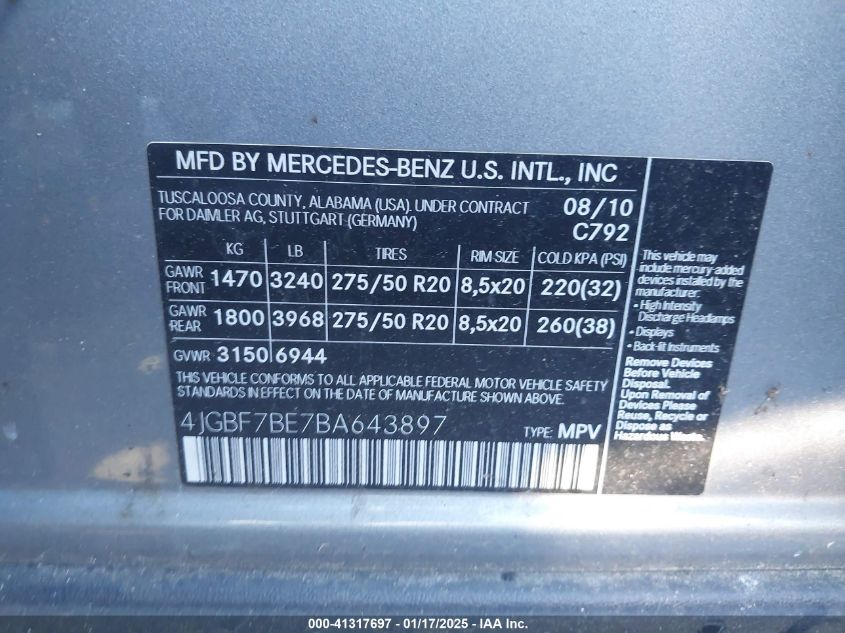 MFD BY MERCEDES-BENZ U.S. INTL., INC
TUSCALOOSA COUNTY, ALABAMA (USA). UNDER CONTRACT
FOR DAIMLER AG, STUTTGART (GERMANY)
08/10
C792
KG LB TIRES RIM SIZE COLD KPA (PSI)
GAWR FRONT 1470 3240 275/50 R20 8,5x20 220(32)
GAWR REAR 1800 3968 275/50 R20 8,5x20 260(38)
GVWR 3150 6944
THIS VEHICLE CONFORMS TO ALL APPLICABLE FEDERAL MOTOR VEHICLE SAFETY
STANDARDS IN EFFECT ON THE DATE OF MANUFACTURE SHOWN ABOVE.
4JGBF7BE7BA643897
TYPE: MPV
This vehicle may
include mercury-added
devices installed by the
manufacturer:
• High Intensity
Discharge Headlamps
• Displays
• Back-lit Instruments
Remove Devices
Before Vehicle
Disposal.
Upon Removal of
Devices Please
Reuse, Recycle or
Dispose as
Hazardous Waste.
000-41317697 - 01/17/2025 - © IAA Inc.